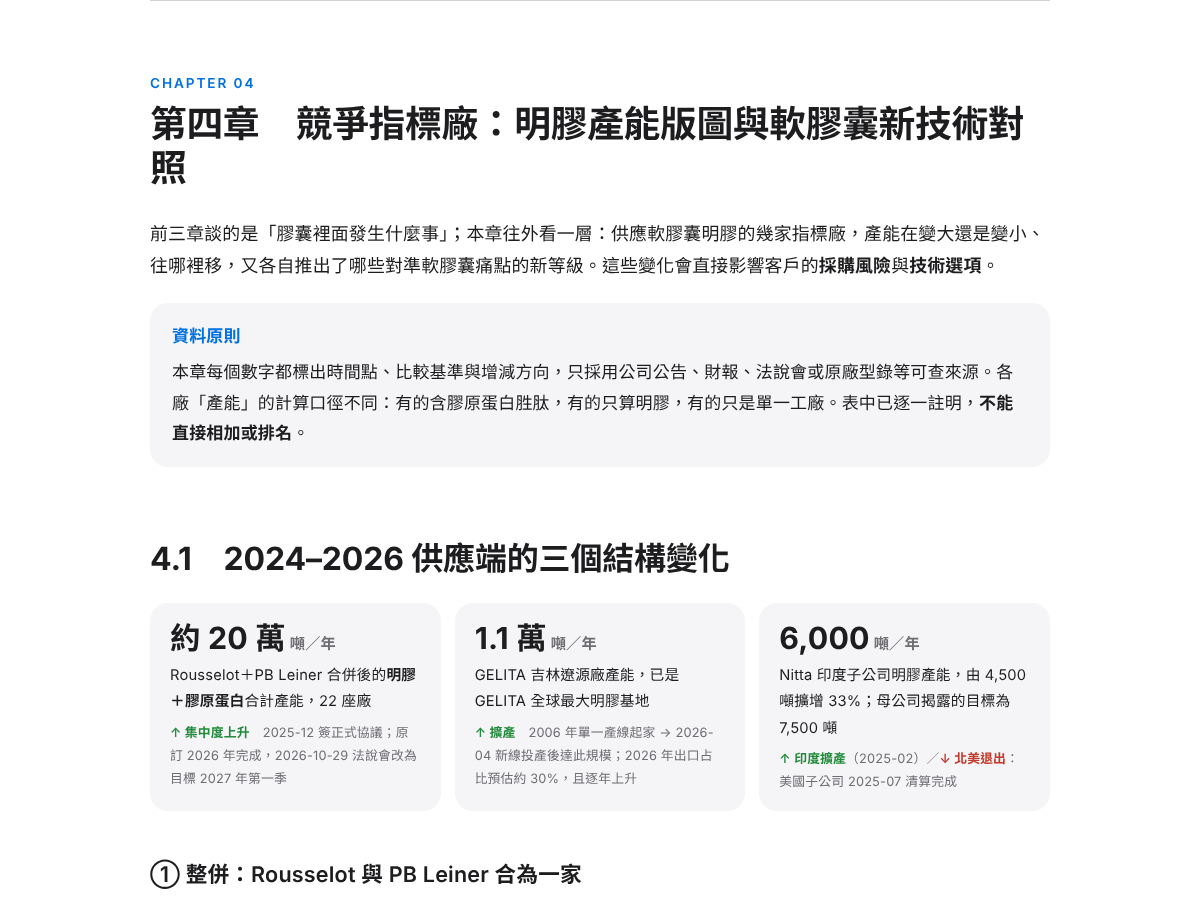 CHAPTER 04
第四章　競爭指標廠：明膠產能版圖與軟膠囊新技術對
照
前三章談的是「膠囊裡面發生什麼事」；本章往外看一層：供應軟膠囊明膠的幾家指標廠，產能在變大還是變小、
往哪裡移，又各自推出了哪些對準軟膠囊痛點的新等級。這些變化會直接影響客戶的採購風險與技術選項。
資料原則
本章每個數字都標出時間點、比較基準與增減方向，只採用公司公告、財報、法說會或原廠型錄等可查來源。各
廠「產能」的計算口徑不同：有的含膠原蛋白胜肽，有的只算明膠，有的只是單一工廠。表中已逐一註明，不能
直接相加或排名。
4.1　2024–2026 供應端的三個結構變化
約 20 萬 噸／年
Rousselot＋PB Leiner 合併後的明膠
＋膠原蛋白合計產能，22 座廠
↑ 集中度上升　2025-12 簽正式協議；原
訂 2026 年完成，2026-10-29 法說會改為
目標 2027 年第一季
1.1 萬 噸／年
GELITA 吉林遼源廠產能，已是
GELITA 全球最大明膠基地
↑ 擴產　2006 年單一產線起家 → 2026-
04 新線投產後達此規模；2026 年出口占
比預估約 30%，且逐年上升
6,000 噸／年
Nitta 印度子公司明膠產能，由 4,500
噸擴增 33%；母公司揭露的目標為
7,500 噸
↑ 印度擴產（2025-02）／↓ 北美退出：
美國子公司 2025-07 清算完成
① 整併：Rousselot 與 PB Leiner 合為一家